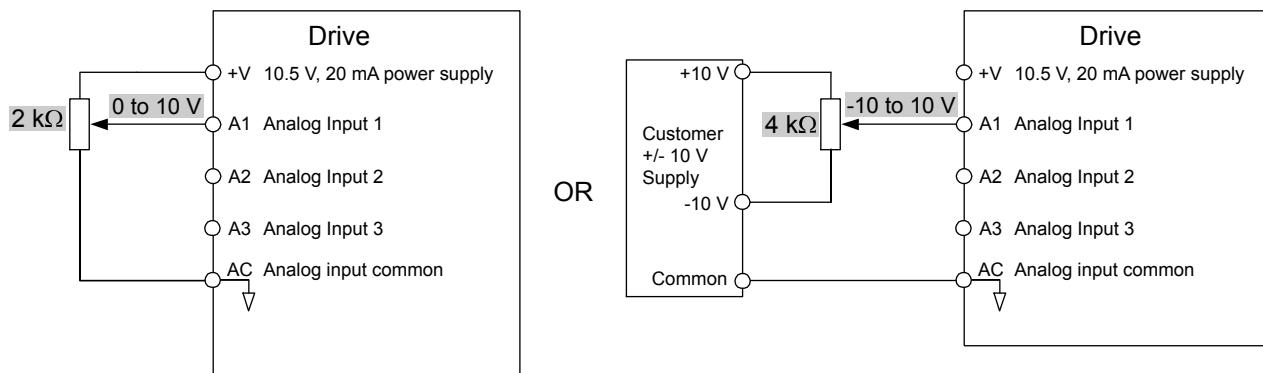 Drive
+V 10.5 V, 20 mA power supply
2 kΩ
0 to 10 V
A1 Analog Input 1
A2 Analog Input 2
A3 Analog Input 3
AC Analog input common
OR
+10 V
Customer
+/- 10 V
Supply
-10 V
Common
4 kΩ
-10 to 10 V
Drive
+V 10.5 V, 20 mA power supply
A1 Analog Input 1
A2 Analog Input 2
A3 Analog Input 3
AC Analog input common